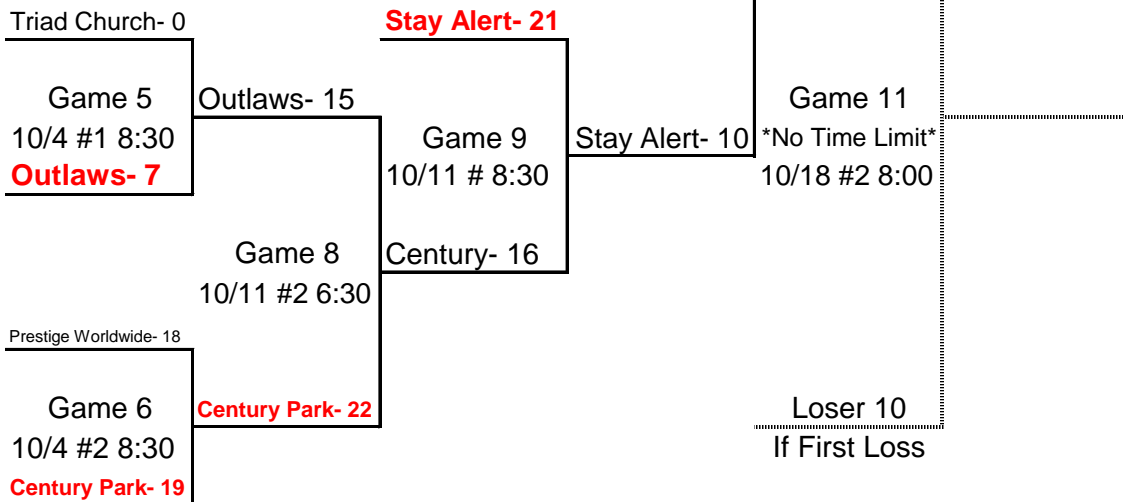 Triad Church- 0
Game 5
10/4 #1 8:30
Outlaws- 7
Outlaws- 15
Game 8
10/11 #2 6:30
Prestige Worldwide- 18
Game 6
10/4 #2 8:30
Century Park- 19
Century Park- 22
Stay Alert- 21
Game 9
10/11 # 8:30
Century- 16
Stay Alert- 10
Game 11
*No Time Limit*
10/18 #2 8:00
Loser 10
If First Loss